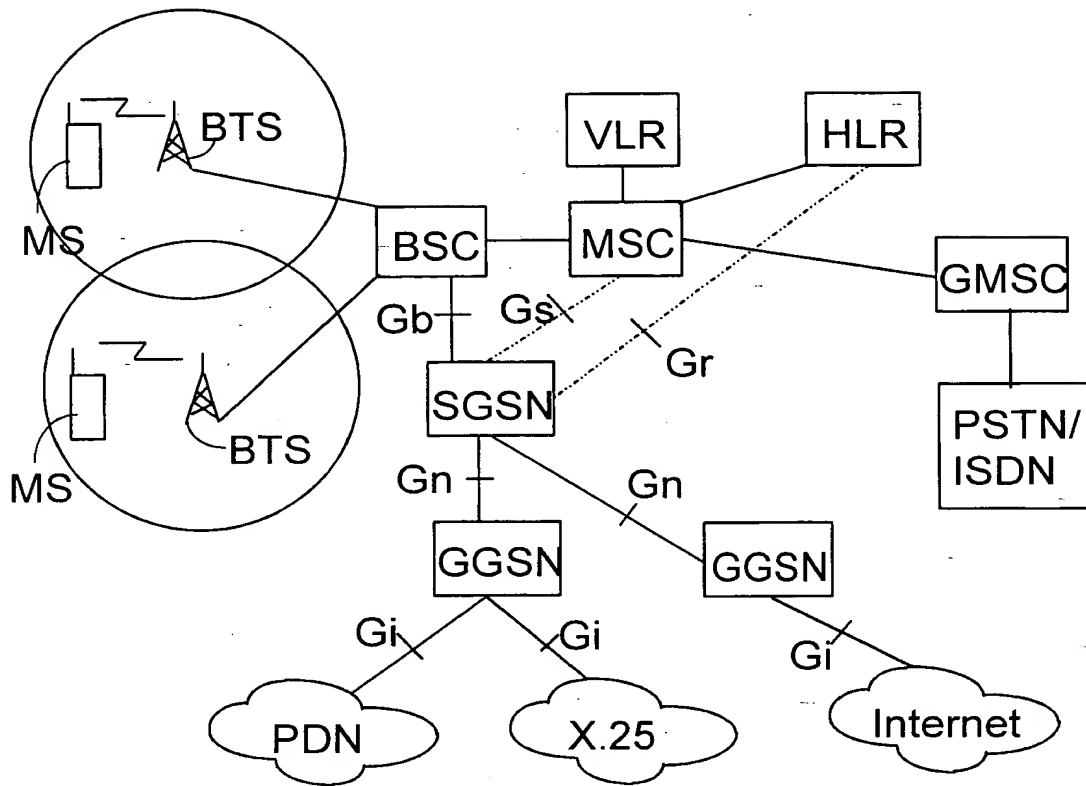 BTS
VLR
HLR
MS
BSC
MSC
GMSC
Gb
Gs
Gr
SGSN
PSTN/
ISDN
BTS
MS
Gn
Gn
GGSN
GGSN
Gi
Gi
Gi
PDN
X.25
Internet